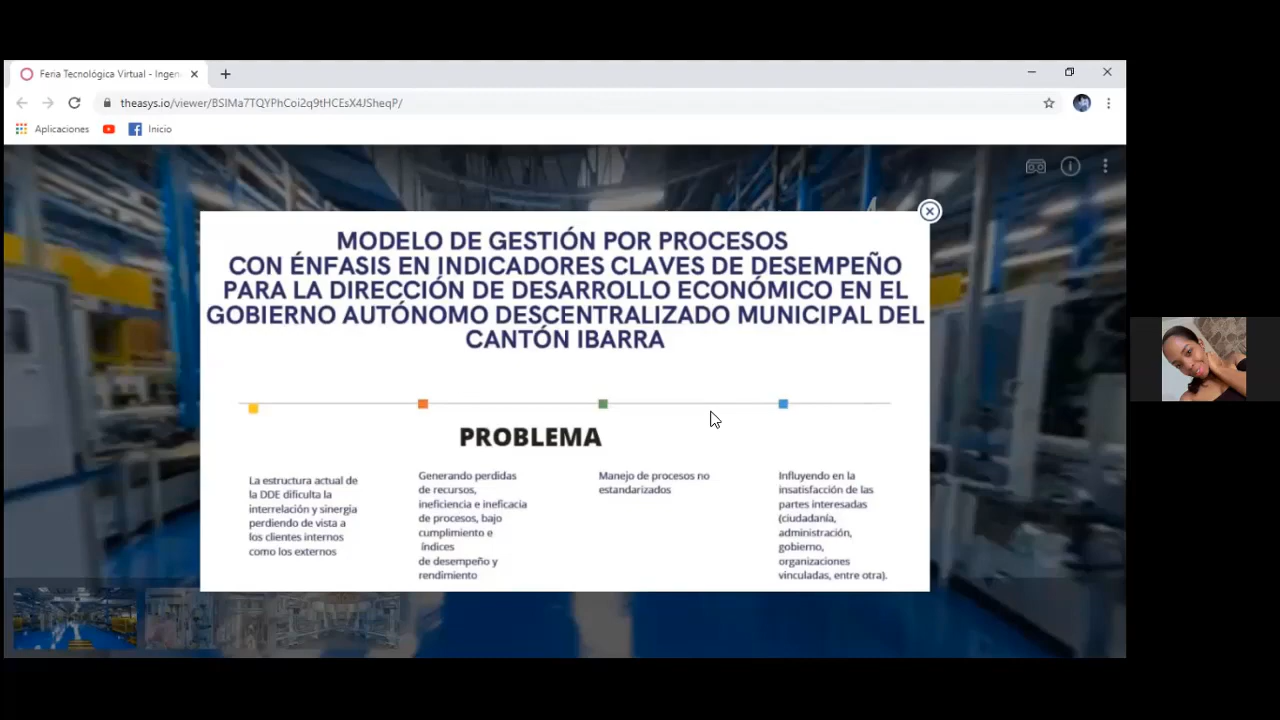 Feria Tecnológica Virtual - Ingen
theasys.io/viewer/BSIMa7TQYPhCoi2q9tHCEsX4JSheqP/
Aplicaciones
Inicio
MODELO DE GESTIÓN POR PROCESOS
CON ÉNFASIS EN INDICADORES CLAVES DE DESEMPEÑO
PARA LA DIRECCIÓN DE DESARROLLO ECONÓMICO EN EL
GOBIERNO AUTÓNOMO DESCENTRALIZADO MUNICIPAL DEL
CANTÓN IBARRA
PROBLEMA
La estructura actual de
la DDE dificulta la
interrelación y sinergia
perdiendo de vista a
los clientes internos
como los externos
Generando perdidas
de recursos,
ineficiencia e ineficacia
de procesos, bajo
cumplimiento e
índices
de desempeño y
rendimiento
Manejo de procesos no
estandarizados
Influyendo en la
insatisfacción de las
partes interesadas
(ciudadanía,
administración,
gobierno,
organizaciones
vinculadas, entre otra).